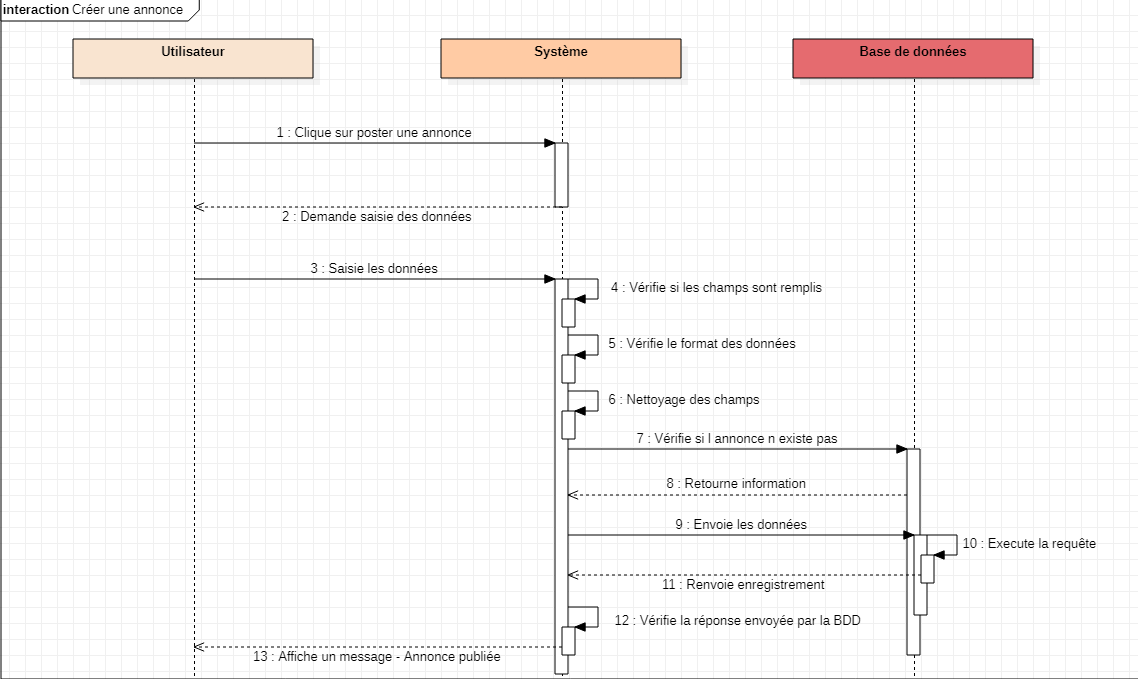 interaction Créer une annonce
Utilisateur
Système
Base de données
1 : Clique sur poster une annonce
2 : Demande saisie des données
3 : Saisie les données
4 : Vérifie si les champs sont remplis
5 : Vérifie le format des données
6 : Nettoyage des champs
7 : Vérifie si l annonce n existe pas
8 : Retourne information
9 : Envoie les données
10 : Execute la requête
11 : Renvoie enregistrement
12 : Vérifie la réponse envoyée par la BDD
13 : Affiche un message - Annonce publiée